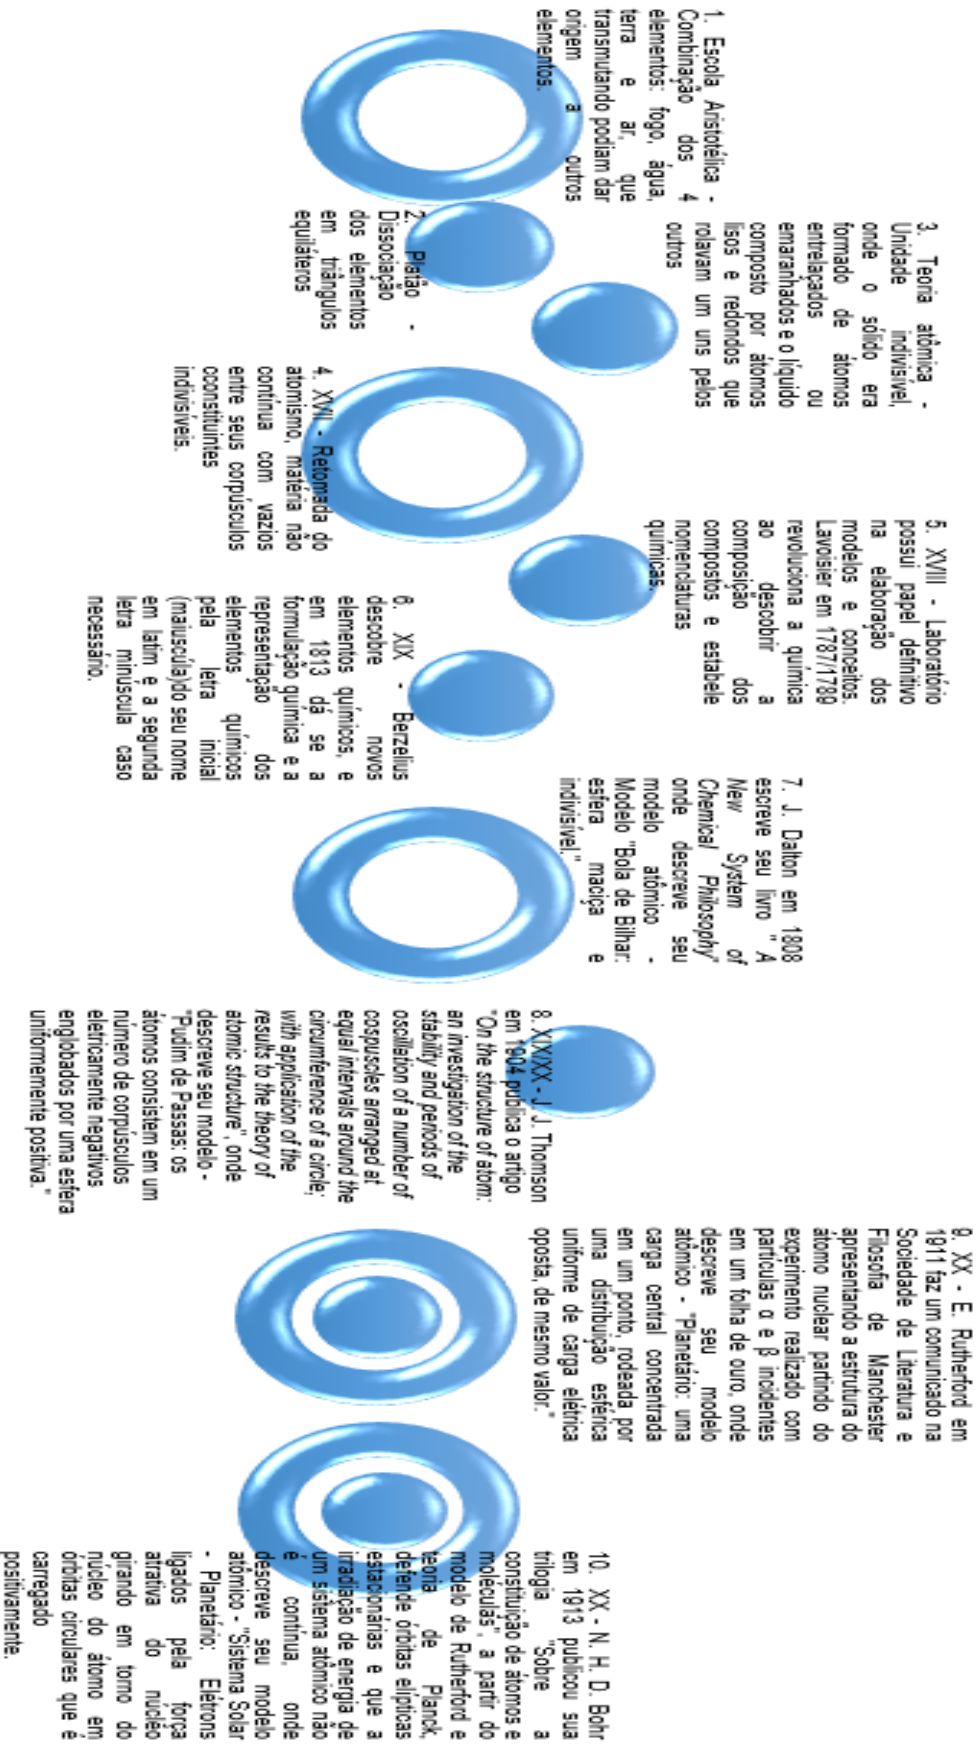 1. Escola Aristotélica -
Combinação dos 4
elementos: fogo, água,
terra e ar, que
transmutando podiam dar
origem a outros
elementos.
2. Platão -
Dissociação
dos elementos
em triângulos
equiláteros
3. Teoria atômica -
Unidade indivisível,
onde o sólido era
formado de átomos
entrelaçados ou
emaranhados e o líquido
composto por átomos
lisos e redondos que
rolavam um uns pelos
outros
4. XVII - Retomada do
atomismo, matéria não
contínua com vazios
entre seus corpúsculos
cconstituintes
indivisíveis.
5. XVIII - Laboratório
possui papel definitivo
na elaboração dos
modelos e conceitos.
Lavoisier em 1787/1789
revoluciona a química
ao descobrir a
composição dos
compostos e estabele
nomenclaturas
químicas.
6. XIX - Berzelius
descobre novos
elementos químicos, e
em 1813 dá se a
formulação química e a
representação dos
elementos químicos
pela letra inicial
(maiuscúla)do seu nome
em latim e a segunda
letra minúscula caso
necessário.
7. J. Dalton em 1808
escreve seu livro " A
New System of
Chemical Philosophy"
onde descreve seu
modelo atômico -
Modelo "Bola de Bilhar:
esfera maciça e
indivisível."
8. XIX/XX - J. J. Thonson
em 1904 publica o artigo
"On the structure of atom:
an investigation of the
stability and periods of
oscillation of a number of
cospuscles arranged at
equal intervals around the
circumference of a circle;
with application of the
results to the theory of
atomic structure", onde
descreve seu modelo -
"Pudim de Passas: os
átomos consistem em um
número de corpúsculos
eletricamente negativos
englobados por uma esfera
uniformemente positiva."
9. XX - E. Rutherford em
1911 faz um comunicado na
Sociedade de Literatura e
Filosofia de Manchester
apresentando a estrutura do
átomo nuclear partindo do
experimento realizado com
partículas α e β incidentes
em um folha de ouro, onde
descreve seu modelo
atômico - "Planetário: uma
carga central concentrada
em um ponto, rodeada por
uma distribuição esférica
uniforme de carga elétrica
oposta, de mesmo valor."
10. XX - N. H. D. Bohr
em 1913 publicou sua
trilogia "Sobre a
constituição de átomos e
moléculas", a partir do
modelo de Rutherford e
teoria de Planck,
defende órbitas elípticas
estacionárias e que a
irradiação de energia de
um sistema atômico não
é contínua, onde
descreve seu modelo
atômico - "Sistema Solar
- Planetário: Elétrons
ligados pela força
atrativa do nucléo
girando em torno do
núcleo do átomo em
órbitas circulares que é
carregado
positivamente.